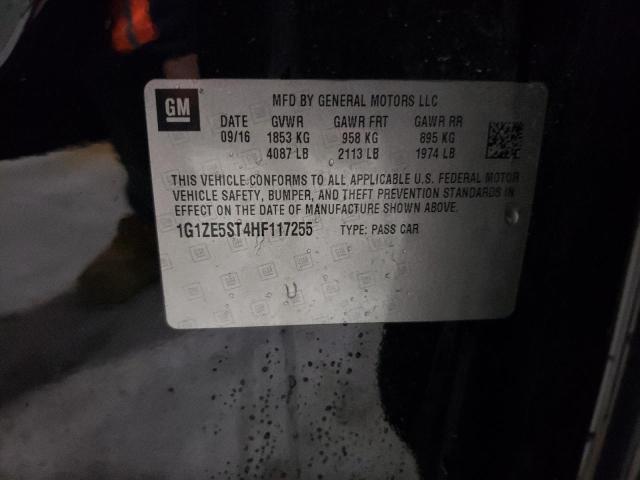 GM
MFD BY GENERAL MOTORS LLC
DATE GVWR GAWR FRT GAWR RR
09/16 1853 KG 958 KG 895 KG
4087 LB 2113 LB 1974 LB
THIS VEHICLE CONFORMS TO ALL APPLICABLE U.S. FEDERAL MOTOR
VEHICLE SAFETY, BUMPER, AND THEFT PREVENTION STANDARDS IN
EFFECT ON THE DATE OF MANUFACTURE SHOWN ABOVE.
1G1ZE5ST4HF117255 TYPE: PASS CAR
U